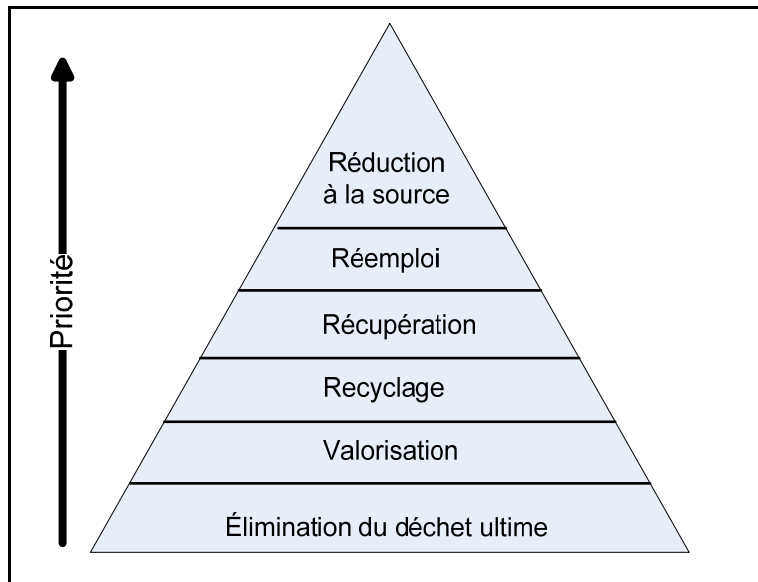 Priorité
Réduction
à la source
Réemploi
Récupération
Recyclage
Valorisation
Élimination du déchet ultime